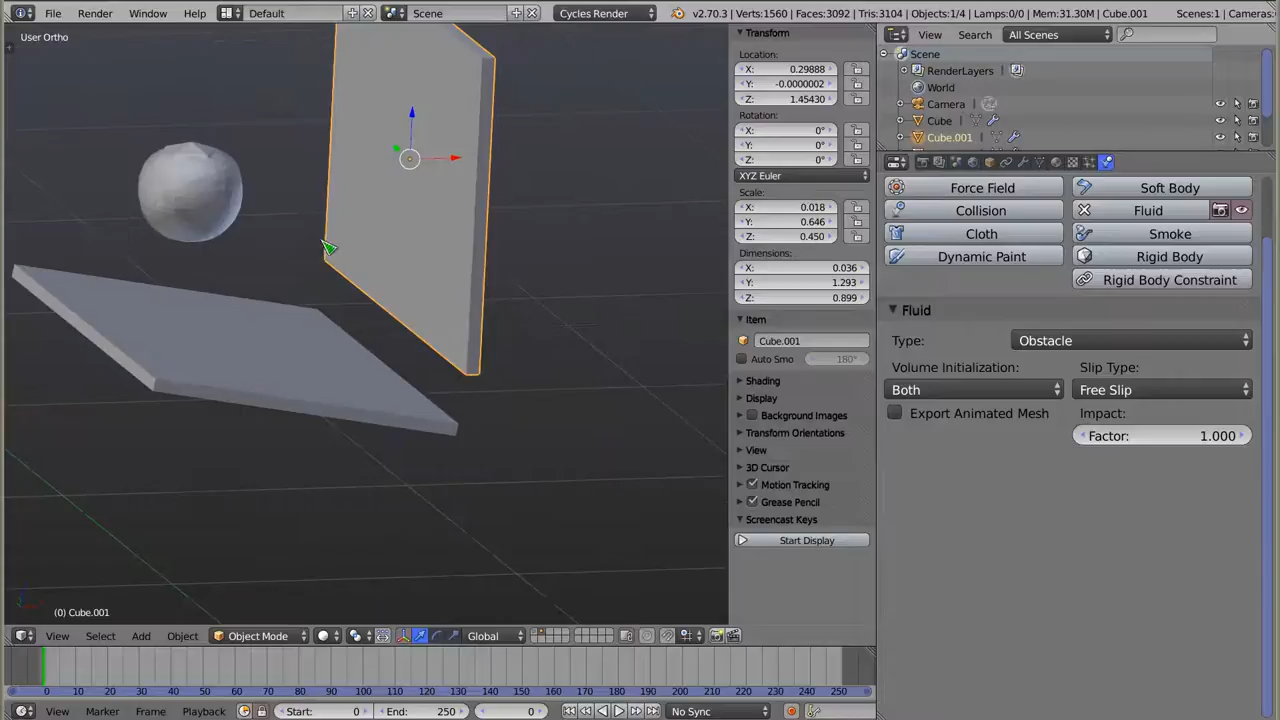 File Render Window Help Default Scene Cycles Render v2.70.3 | Verts:1560 | Faces:3092 | Tris:3104 | Objects:1/4 | Lamps:0/0 | Mem:31.30M | Cube.001 Scenes:1 | Cameras:
User Ortho
Transform
Location:
X: 0.29888
Y: -0.0000002
Z: 1.45430
Rotation:
X: 0°
Y: 0°
Z: 0°
XYZ Euler
Scale:
X: 0.018
Y: 0.646
Z: 0.450
Dimensions:
X: 0.036
Y: 1.293
Z: 0.899
Item
Cube.001
Auto Smo 180°
Shading
Display
Background Images
Transform Orientations
View
3D Cursor
Motion Tracking
Grease Pencil
Screencast Keys
Start Display
View Search All Scenes
Scene
RenderLayers
World
Camera
Cube
Cube.001
Force Field Soft Body
Collision Fluid
Cloth Smoke
Dynamic Paint Rigid Body
Rigid Body Constraint
Fluid
Type: Obstacle
Volume Initialization: Slip Type:
Both Free Slip
Export Animated Mesh Impact:
Factor: 1.000
(0) Cube.001
View Select Add Object Object Mode Global
0 10 20 30 40 50 60 70 80 90 100 110 120 130 140 150 160 170 180 190 200 210 220 230 240 250
View Marker Frame Playback Start: 0 End: 250 0 No Sync